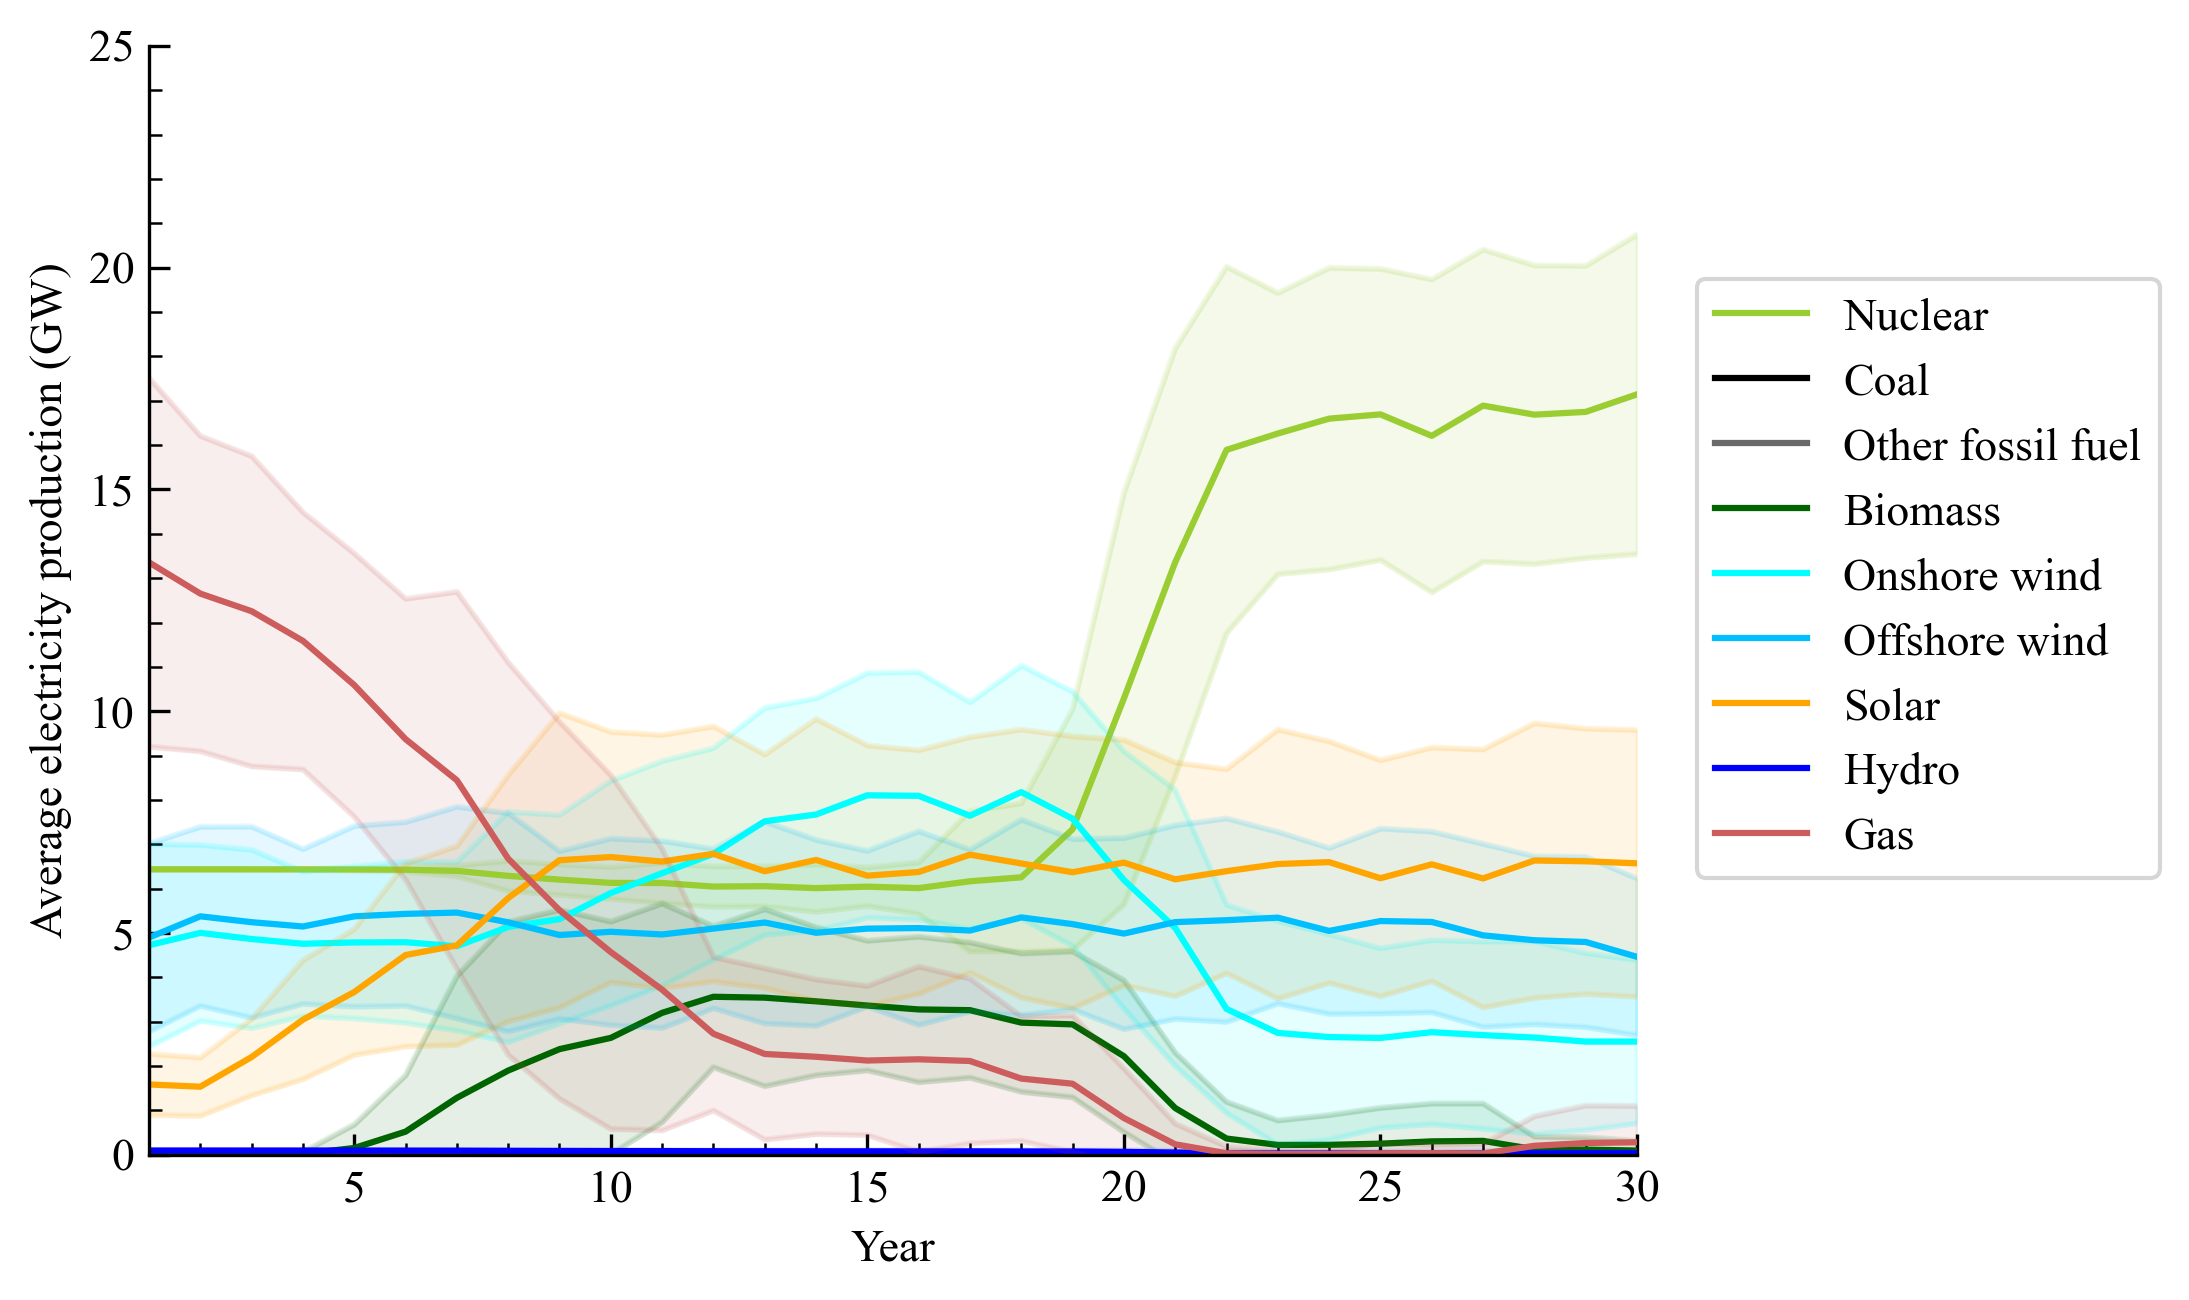 Average electricity production (GW)
25
20
15
10
5
0
5 10 15 20 25 30
Year
Nuclear
Coal
Other fossil fuel
Biomass
Onshore wind
Offshore wind
Solar
Hydro
Gas